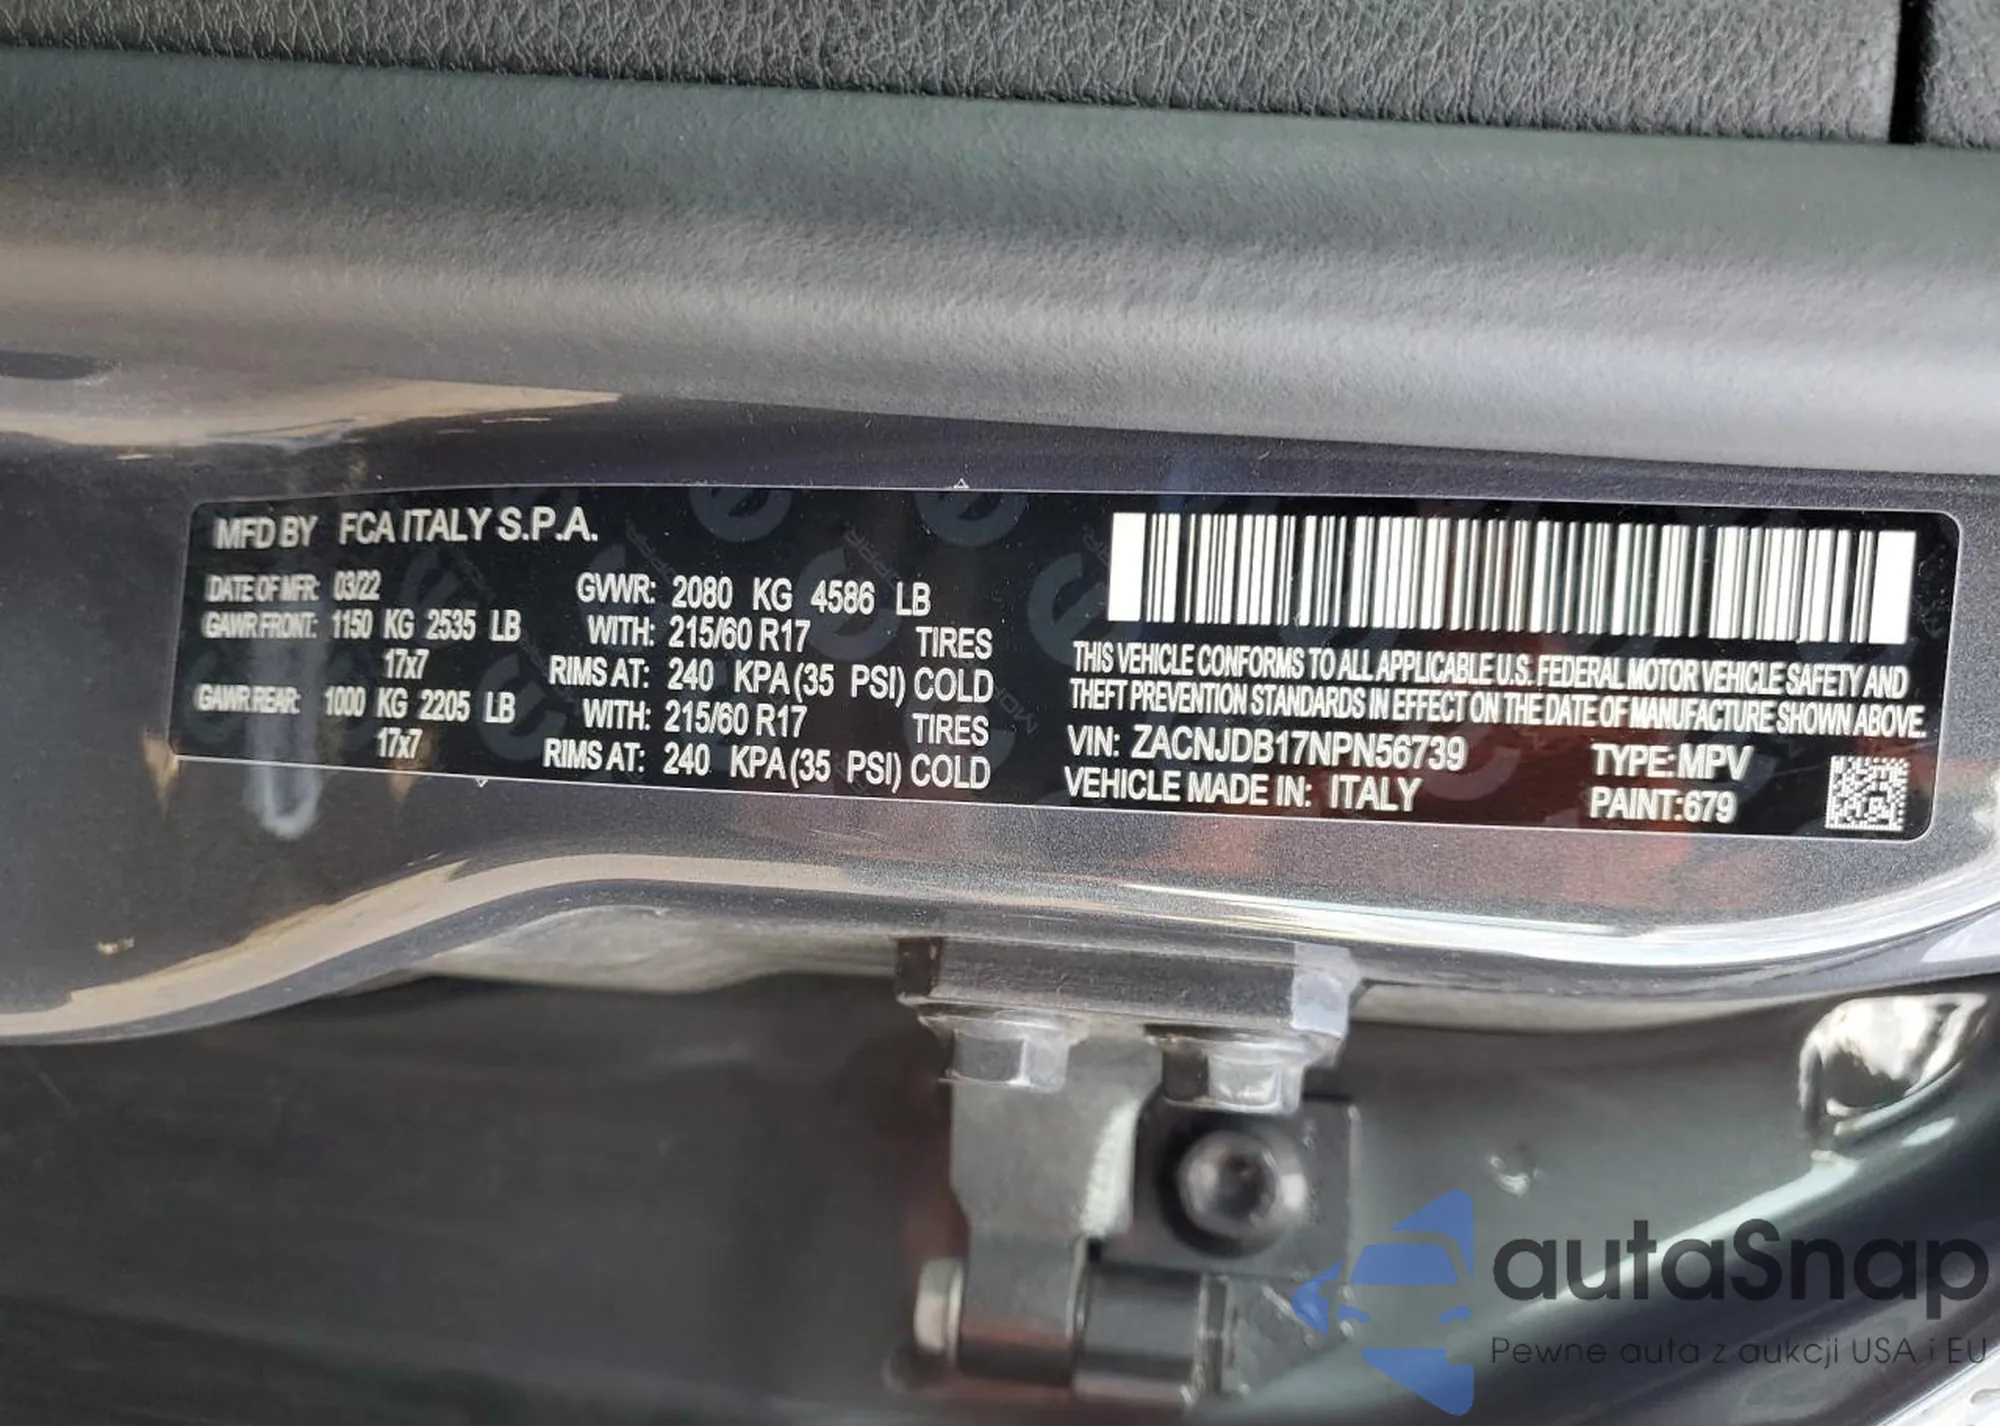 MFD BY FCA ITALY S.P.A.
DATE OF MFR: 03/22 GVWR: 2080 KG 4586 LB
GAWR FRONT: 1150 KG 2535 LB WITH: 215/60 R17 TIRES
17x7 RIMS AT: 240 KPA (35 PSI) COLD
GAWR REAR: 1000 KG 2205 LB WITH: 215/60 R17 TIRES
17x7 RIMS AT: 240 KPA (35 PSI) COLD
THIS VEHICLE CONFORMS TO ALL APPLICABLE U.S. FEDERAL MOTOR VEHICLE SAFETY AND
THEFT PREVENTION STANDARDS IN EFFECT ON THE DATE OF MANUFACTURE SHOWN ABOVE.
VIN: ZACNJDB17NPN56739 TYPE: MPV
VEHICLE MADE IN: ITALY PAINT:679
autaSnap
Pewne auta z aukcji USA i EU